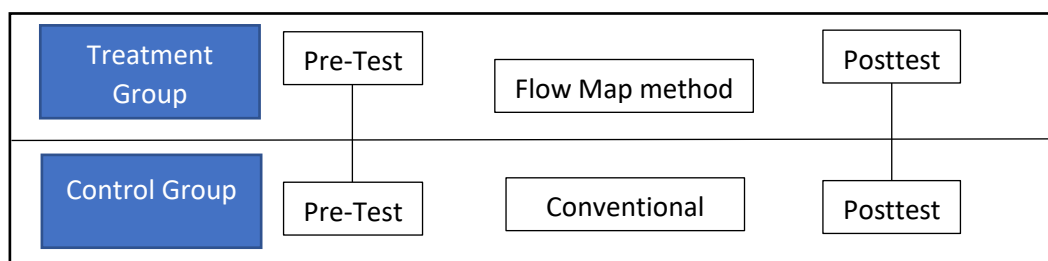 Treatment
Group
Pre-Test
Flow Map method
Posttest
Control Group
Pre-Test
Conventional
Posttest